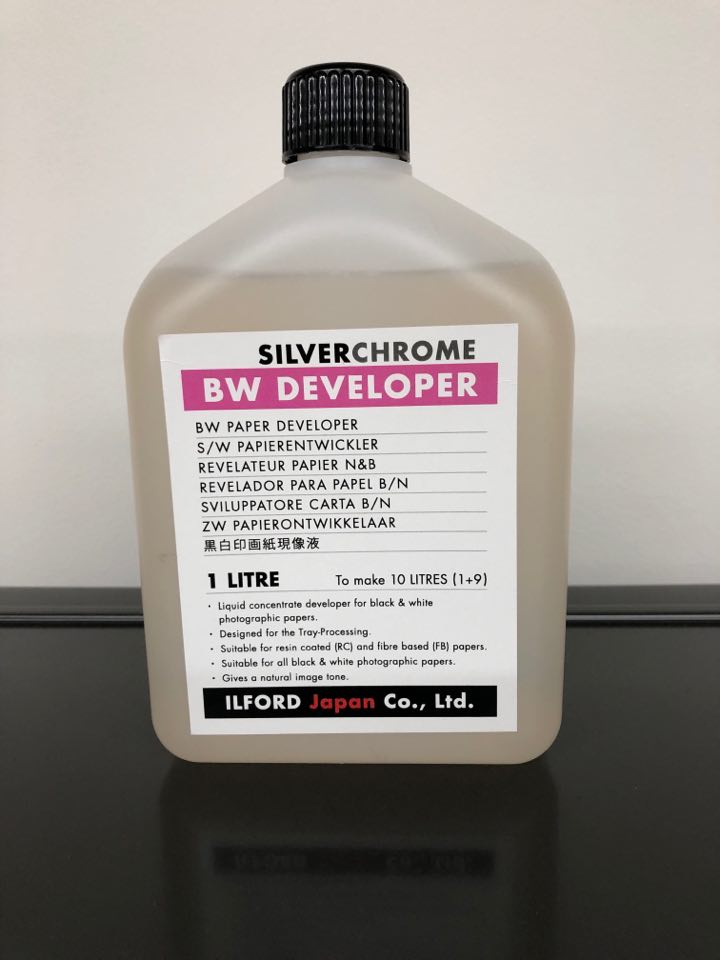 SILVERCHROME
BW DEVELOPER
BW PAPER DEVELOPER
S/W PAPIERENTWICKLER
REVELATEUR PAPIER N&B
REVELADOR PARA PAPEL B/N
SVILUPPATORE CARTA B/N
ZW PAPIERONTWIKKELAAR
黒白印画紙現像液
1 LITRE To make 10 LITRES (1+9)
· Liquid concentrate developer for black & white
photographic papers.
· Designed for the Tray-Processing.
· Suitable for resin coated (RC) and fibre based (FB) papers.
· Suitable for all black & white photographic papers.
· Gives a natural image tone.
ILFORD Japan Co., Ltd.